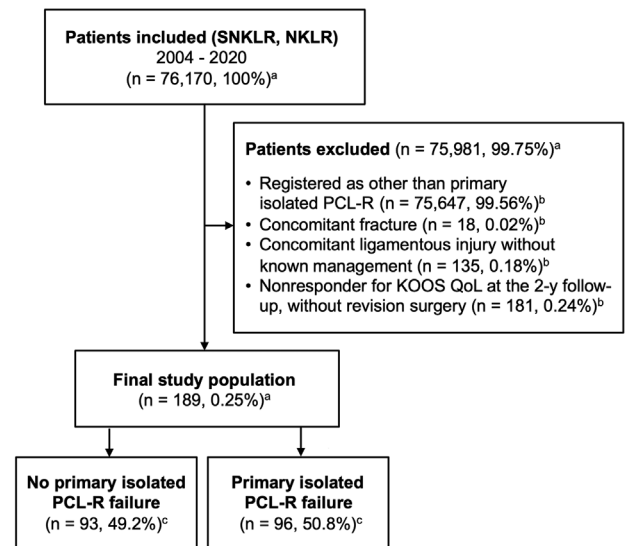 Patients included (SNKLR, NKLR)
2004 - 2020
(n = 76,170, 100%)ᵃ
Patients excluded (n = 75,981, 99.75%)ᵃ
• Registered as other than primary
isolated PCL-R (n = 75,647, 99.56%)ᵇ
• Concomitant fracture (n = 18, 0.02%)ᵇ
• Concomitant ligamentous injury without
known management (n = 135, 0.18%)ᵇ
• Nonresponder for KOOS QoL at the 2-y follow-
up, without revision surgery (n = 181, 0.24%)ᵇ
Final study population
(n = 189, 0.25%)ᵃ
No primary isolated
PCL-R failure
(n = 93, 49.2%)ᶜ
Primary isolated
PCL-R failure
(n = 96, 50.8%)ᶜ